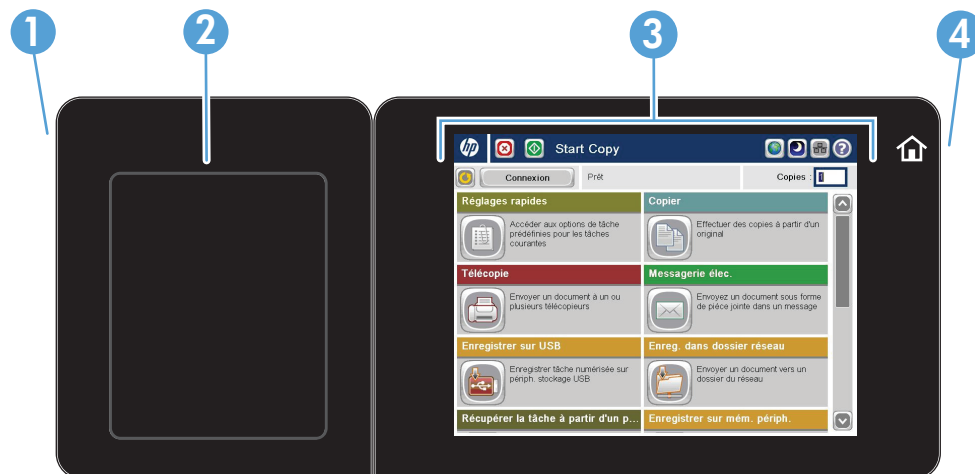 1
2
3
4
hp
Start Copy
Connexion
Prêt
Copies :
1
Réglages rapides
Accéder aux options de tâche
prédéfinies pour les tâches
courantes
Copier
Effectuer des copies à partir d'un
original
Télécopie
Envoyer un document à un ou
plusieurs télécopieurs
Messagerie élec.
Envoyez un document sous forme
de pièce jointe dans un message
Enregistrer sur USB
Enregistrer tâche numérisée sur
périph. stockage USB
Enreg. dans dossier réseau
Envoyer un document vers un
dossier du réseau
Récupérer la tâche à partir d'un p...
Enregistrer sur mém. périph.